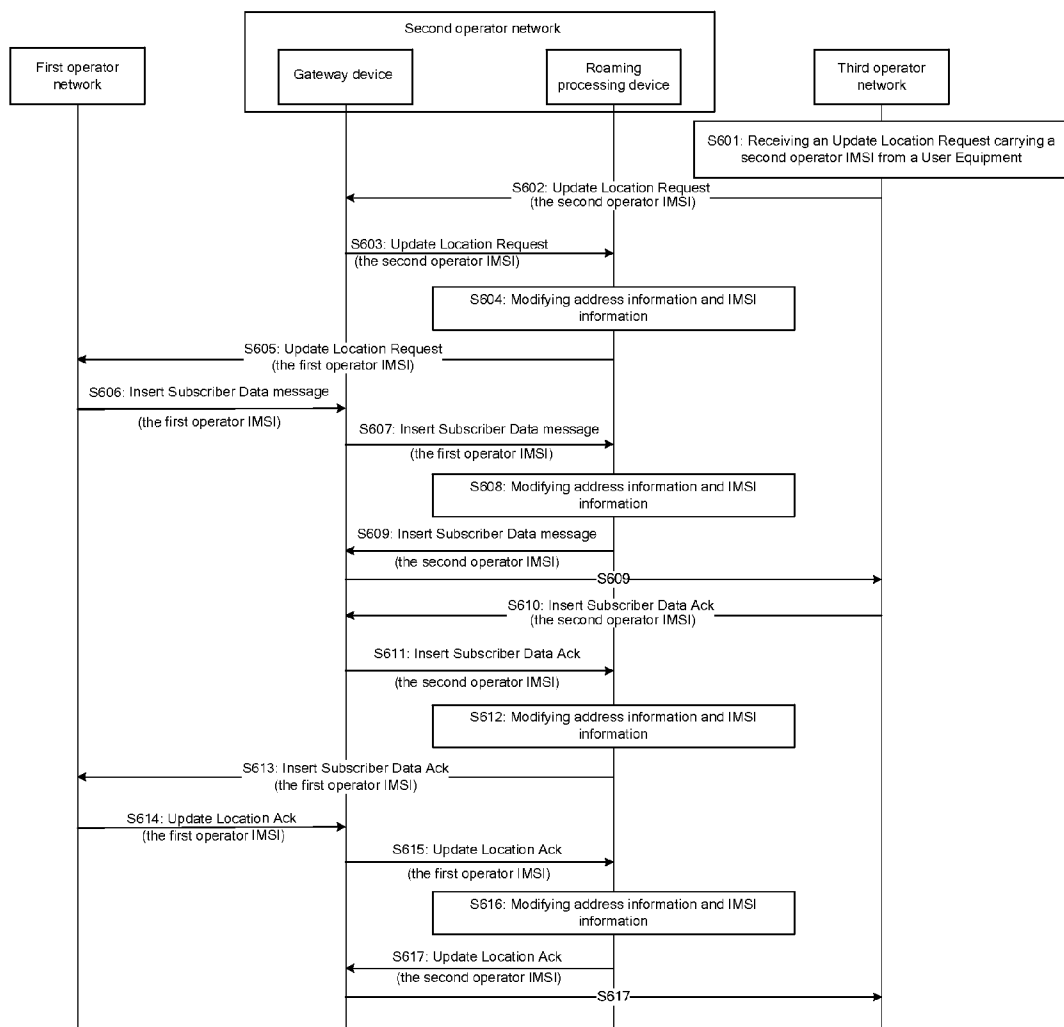 Second operator network
First operator
network
Gateway device
Roaming
processing device
Third operator
network
S601: Receiving an Update Location Request carrying a
second operator IMSI from a User Equipment
S602: Update Location Request
(the second operator IMSI)
S603: Update Location Request
(the second operator IMSI)
S604: Modifying address information and IMSI
information
S605: Update Location Request
(the first operator IMSI)
S606: Insert Subscriber Data message
(the first operator IMSI)
S607: Insert Subscriber Data message
(the first operator IMSI)
S608: Modifying address information and IMSI
information
S609: Insert Subscriber Data message
(the second operator IMSI)
S609
S610: Insert Subscriber Data Ack
(the second operator IMSI)
S611: Insert Subscriber Data Ack
(the second operator IMSI)
S612: Modifying address information and IMSI
information
S613: Insert Subscriber Data Ack
(the first operator IMSI)
S614: Update Location Ack
(the first operator IMSI)
S615: Update Location Ack
(the first operator IMSI)
S616: Modifying address information and IMSI
information
S617: Update Location Ack
(the second operator IMSI)
S617